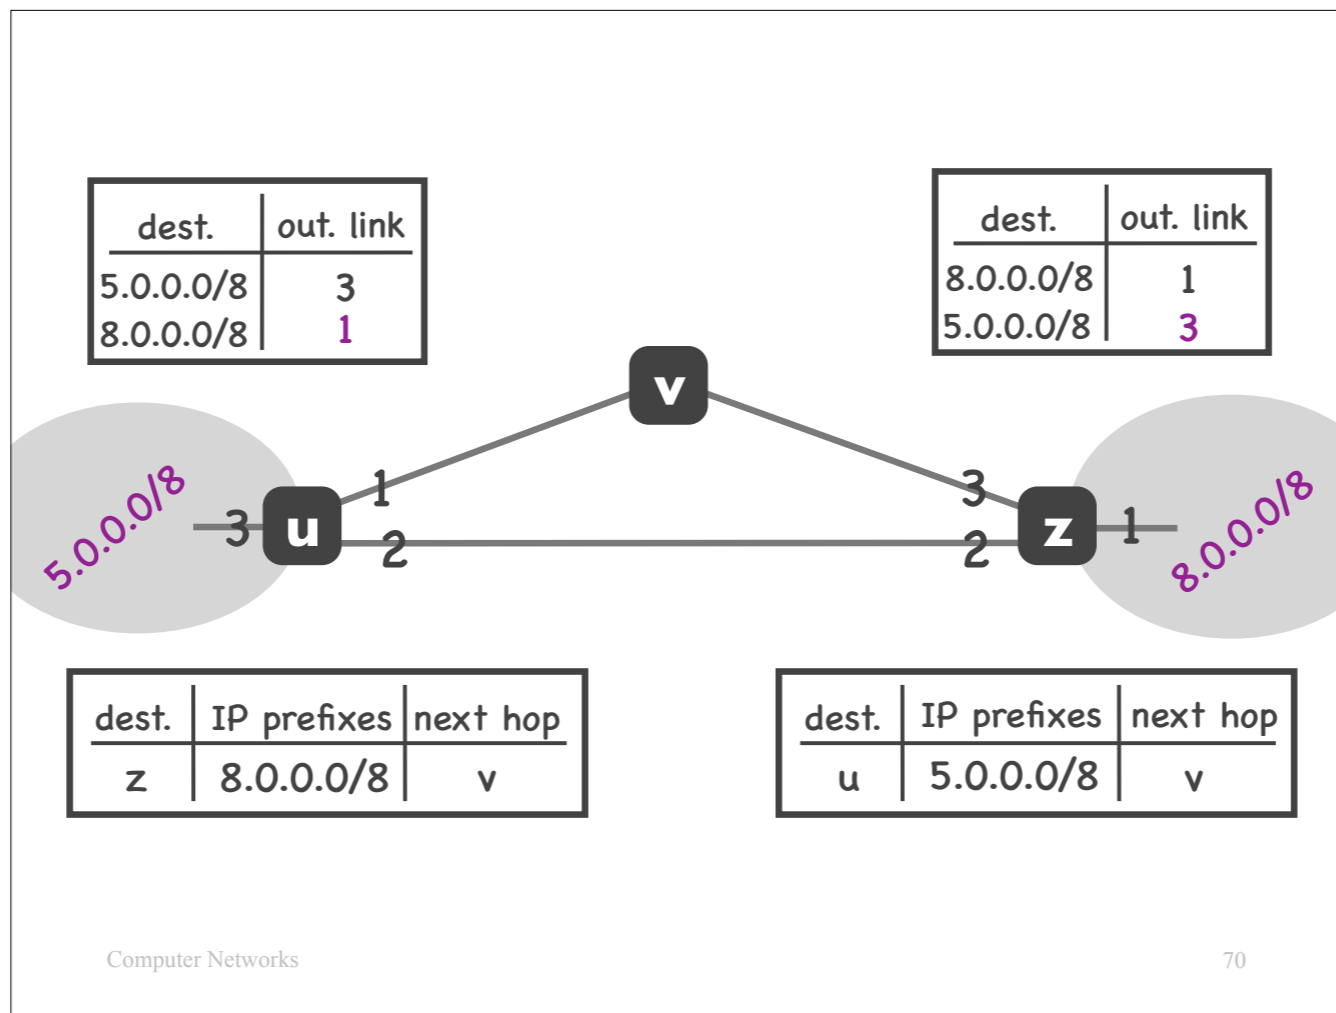 dest. out. link
5.0.0.0/8 3
8.0.0.0/8 1
dest. out. link
8.0.0.0/8 1
5.0.0.0/8 3
v
5.0.0.0/8 3 u 1 2
3 2 z 1 8.0.0.0/8
dest. IP prefixes next hop
z 8.0.0.0/8 v
dest. IP prefixes next hop
u 5.0.0.0/8 v
Computer Networks 70